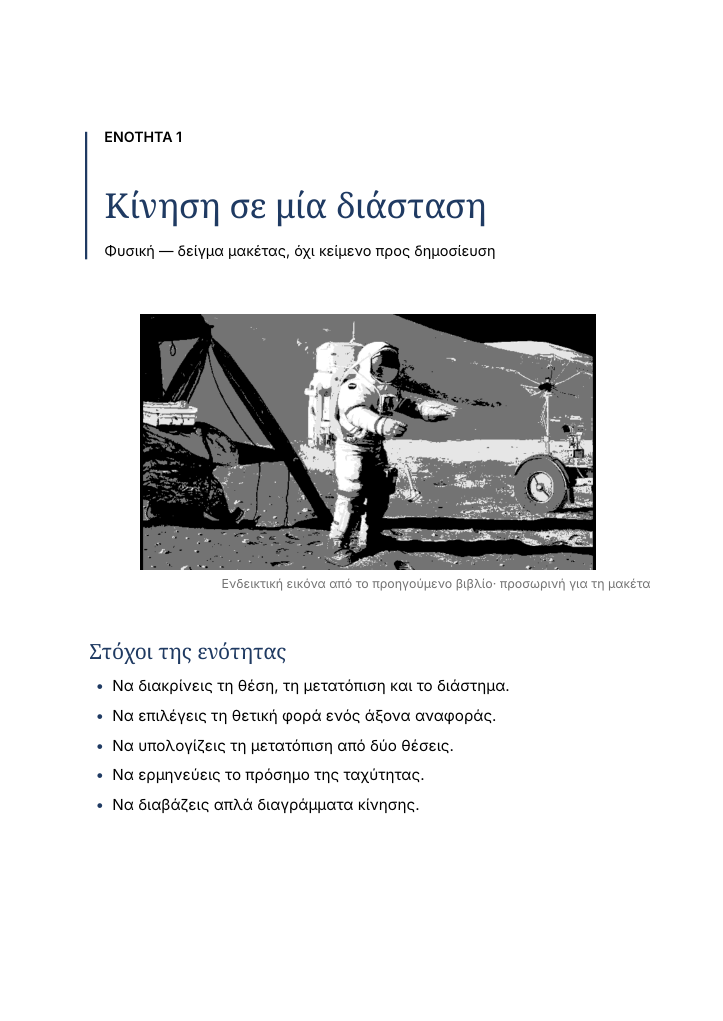 ΕΝΟΤΗΤΑ 1
Κίνηση σε μία διάσταση
Φυσική — δείγμα μακέτας, όχι κείμενο προς δημοσίευση
Ενδεικτική εικόνα από το προηγούμενο βιβλίο· προσωρινή για τη μακέτα
Στόχοι της ενότητας
• Να διακρίνεις τη θέση, τη μετατόπιση και το διάστημα.
• Να επιλέγεις τη θετική φορά ενός άξονα αναφοράς.
• Να υπολογίζεις τη μετατόπιση από δύο θέσεις.
• Να ερμηνεύεις το πρόσημο της ταχύτητας.
• Να διαβάζεις απλά διαγράμματα κίνησης.